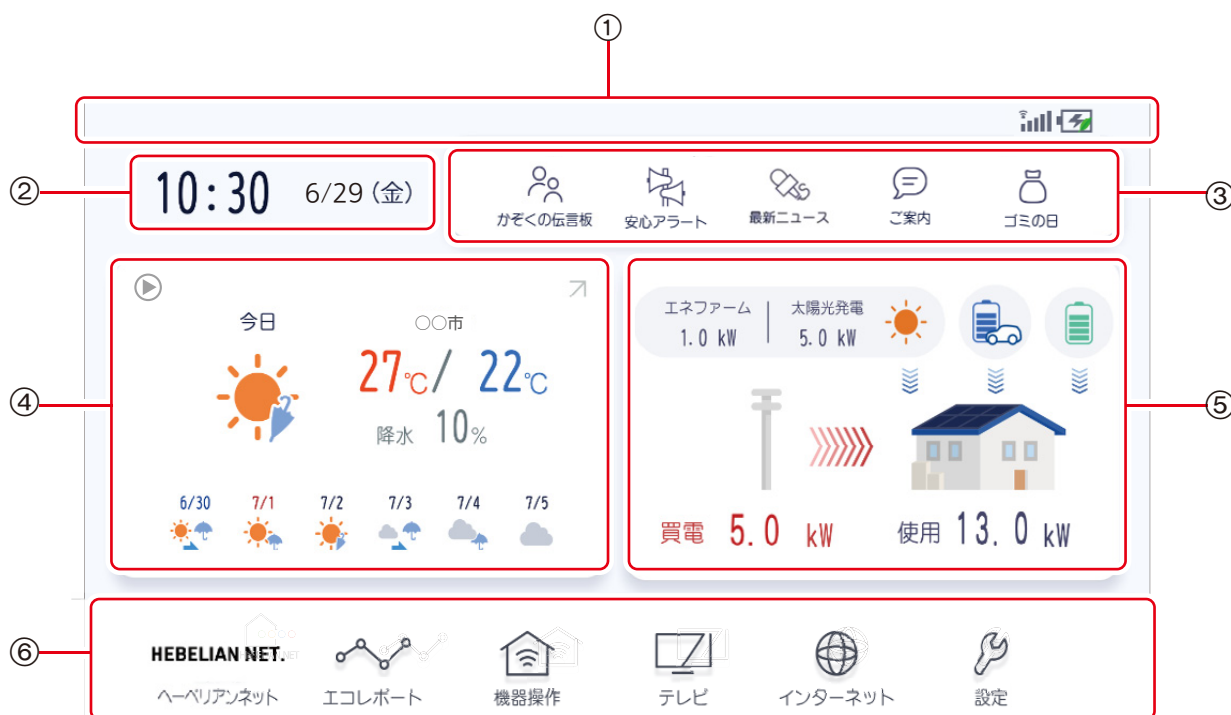 ①
②
10:30 6/29 (金)
かぞくの伝言板 安心アラート 最新ニュース ご案内 ゴミの日
③
今日 ○○市
27℃/ 22℃
降水 10%
6/30 7/1 7/2 7/3 7/4 7/5
④
エネファーム 太陽光発電
1.0 kW 5.0 kW
⑤
買電 5.0 kW 使用 13.0 kW
⑥
HEBELIAN NET.
ヘーベリアンネット エコレポート 機器操作 テレビ インターネット 設定